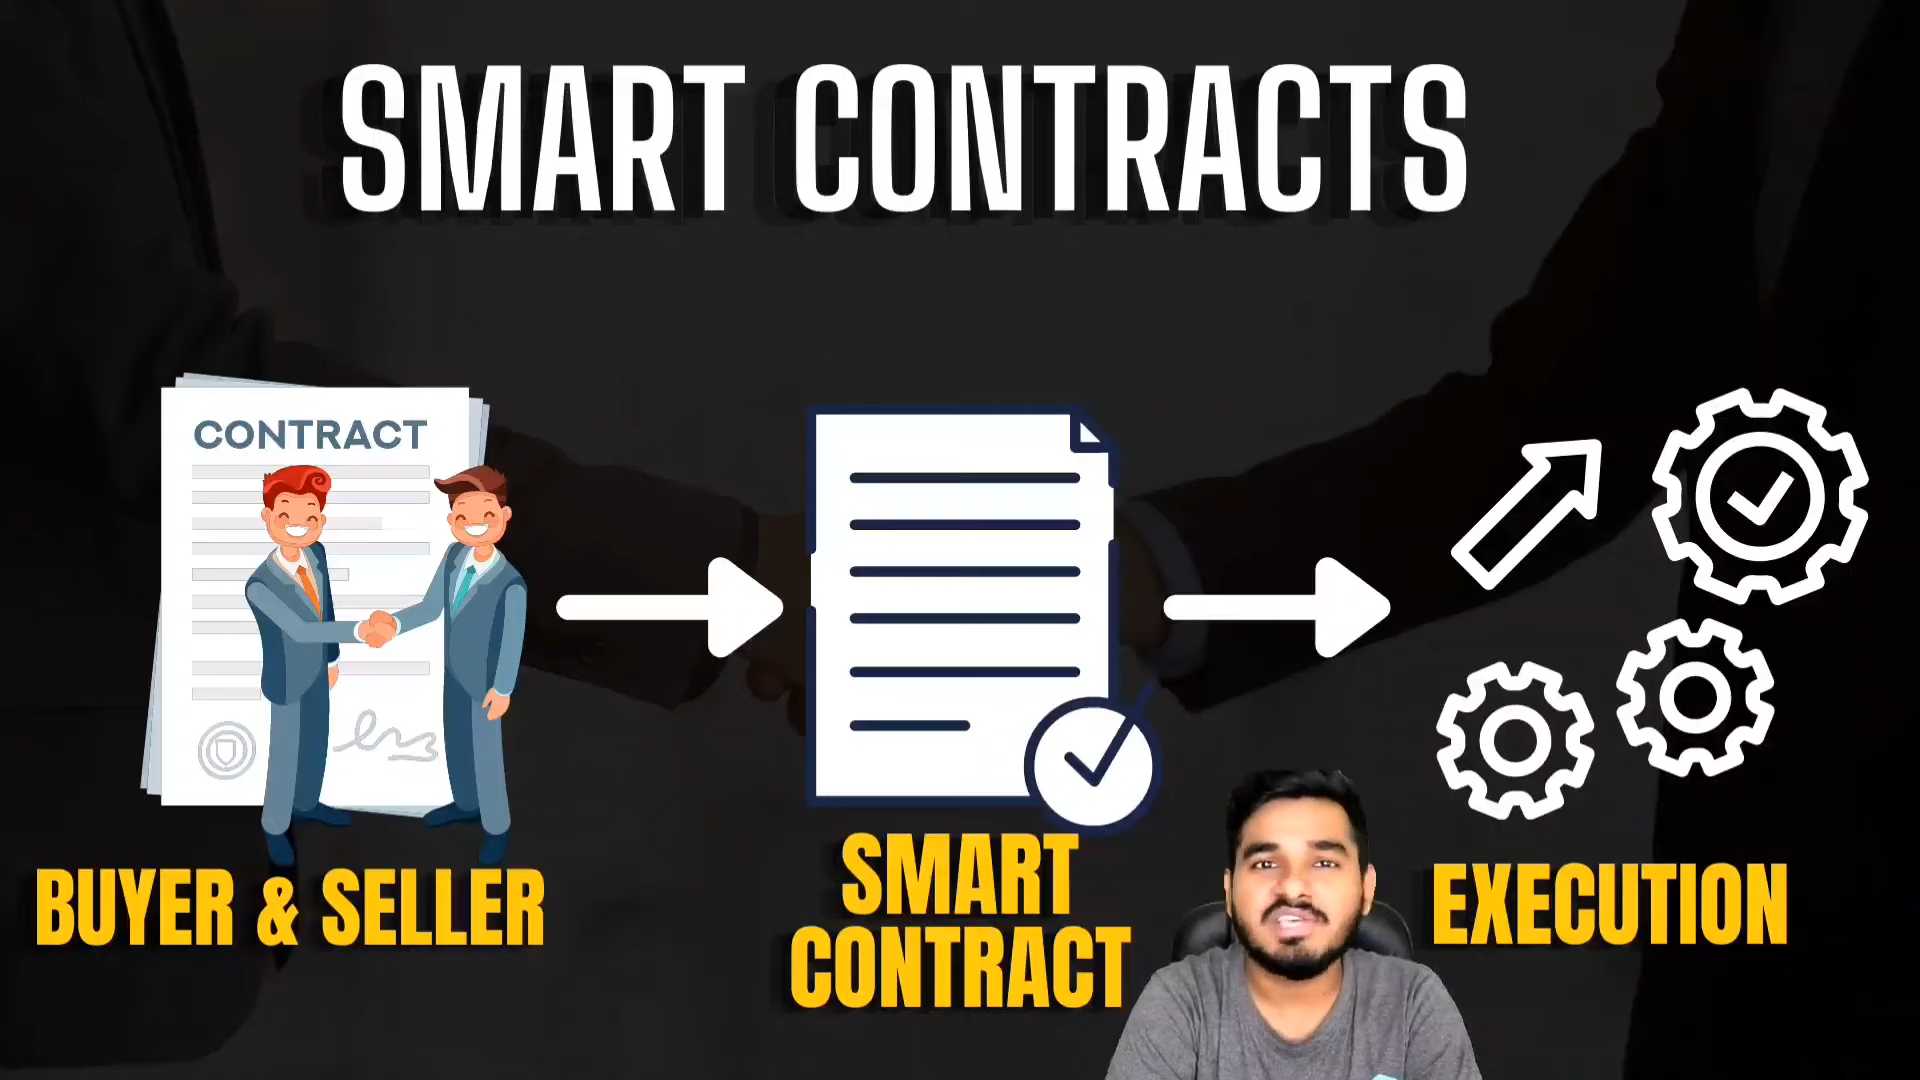 SMART CONTRACTS
CONTRACT
BUYER & SELLER
SMART
CONTRACT
EXECUTION